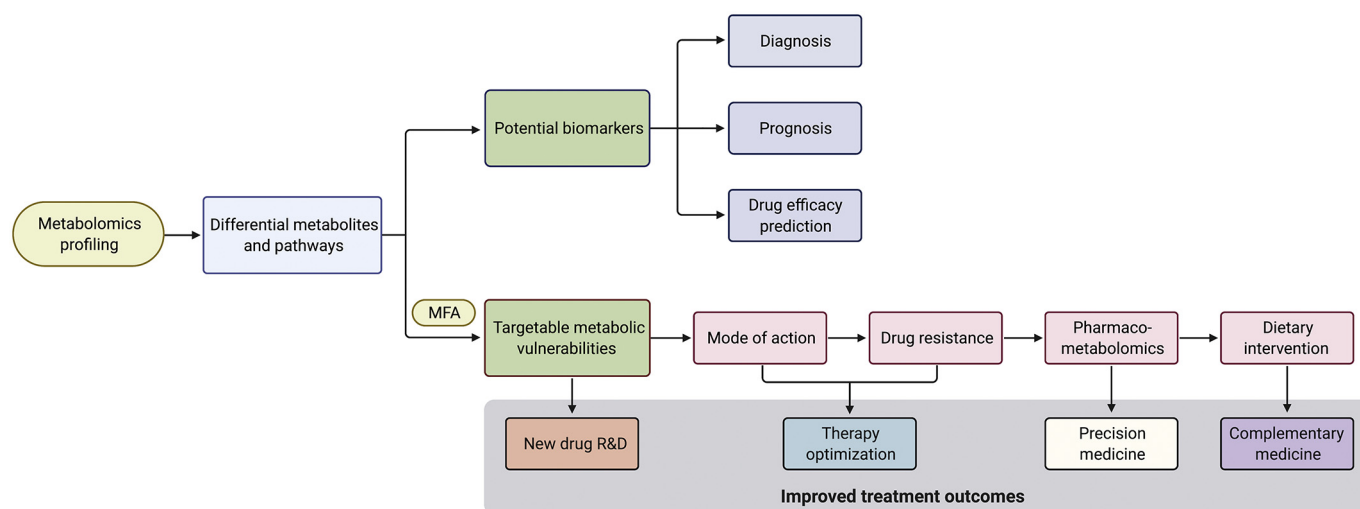 Metabolomics
profiling
Differential metabolites
and pathways
Potential biomarkers
Diagnosis
Prognosis
Drug efficacy
prediction
MFA
Targetable metabolic
vulnerabilities
Mode of action
Drug resistance
Pharmaco-
metabolomics
Dietary
intervention
New drug R&D
Therapy
optimization
Precision
medicine
Complementary
medicine
Improved treatment outcomes